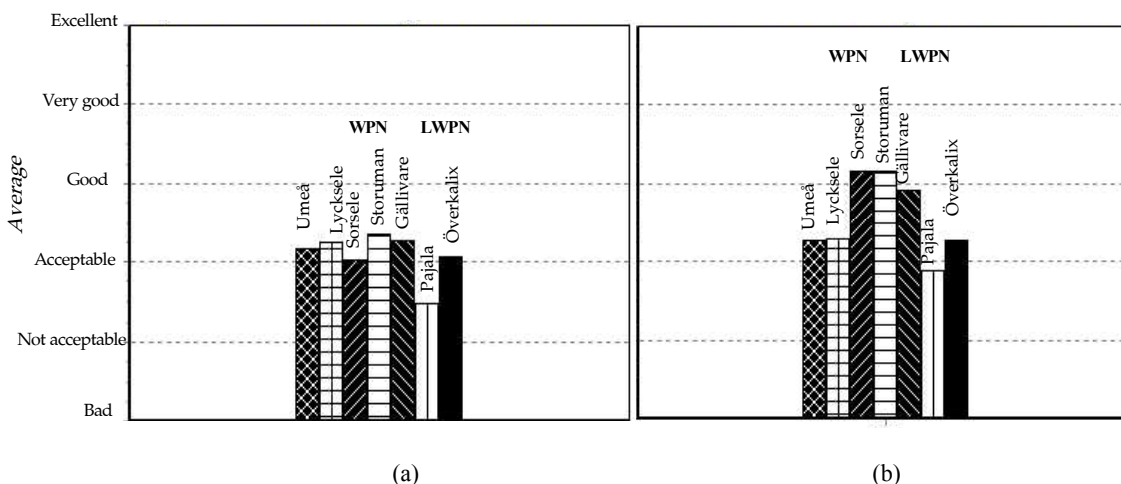 Excellent
Very good
Good
Acceptable
Not acceptable
Bad
Average
WPN LWPN
Umeå
Lycksele
Sorsele
Storuman
Gällivare
Pajala
Överkalix
(a)
WPN LWPN
Umeå
Lycksele
Sorsele
Storuman
Gällivare
Pajala
Överkalix
(b)